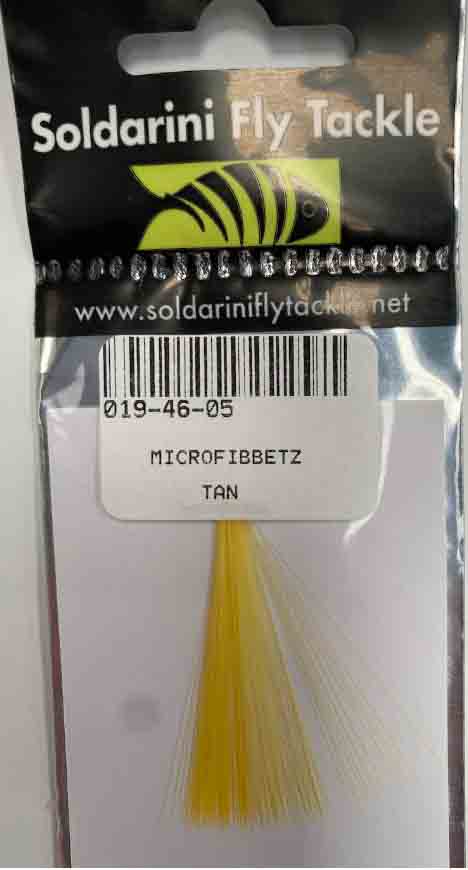 Soldarini Fly Tackle
www.soldariniflytackle.net
019-46-05
MICROFIBBETZ
TAN